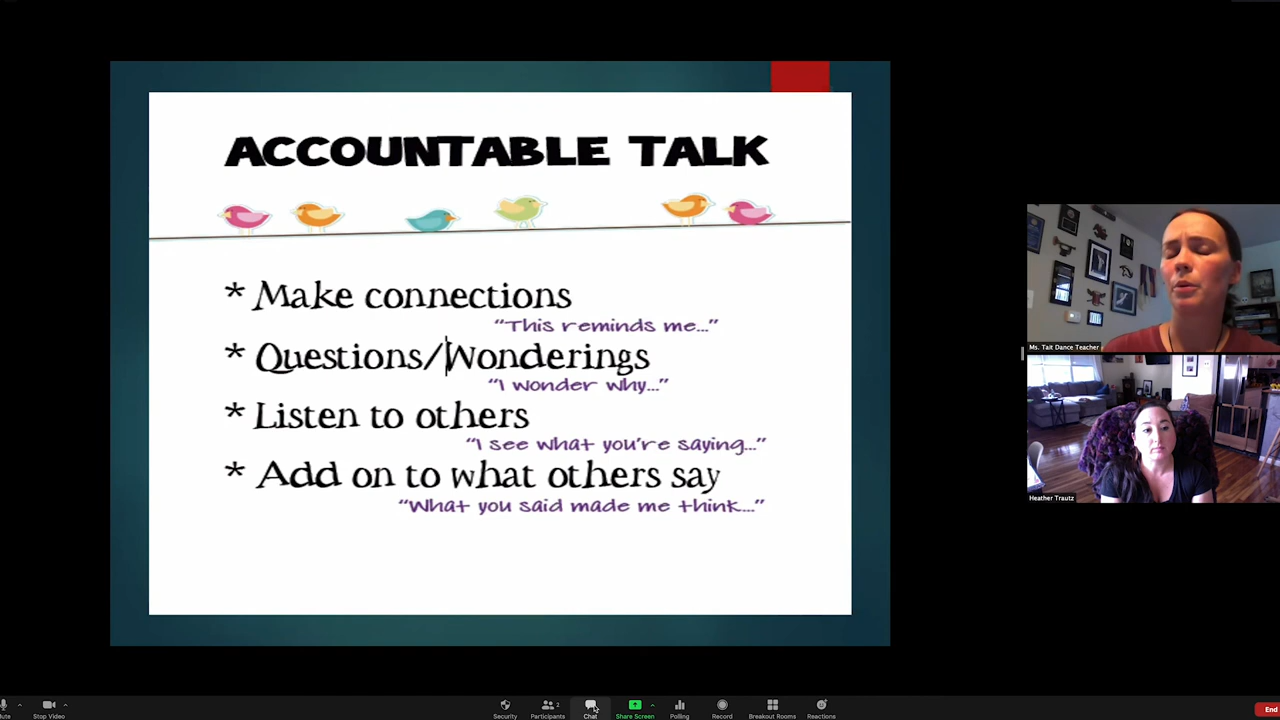 ACCOUNTABLE TALK
* Make connections
"This reminds me..."
* Questions/Wonderings
"I wonder why..."
* Listen to others
"I see what you're saying..."
* Add on to what others say
"What you said made me think..."
Ms. Tait Dance Teacher
Heather Trautz
Stop Video
Security
Participants
2
Chat
Share Screen
Polling
Record
Breakout Rooms
Reactions
End